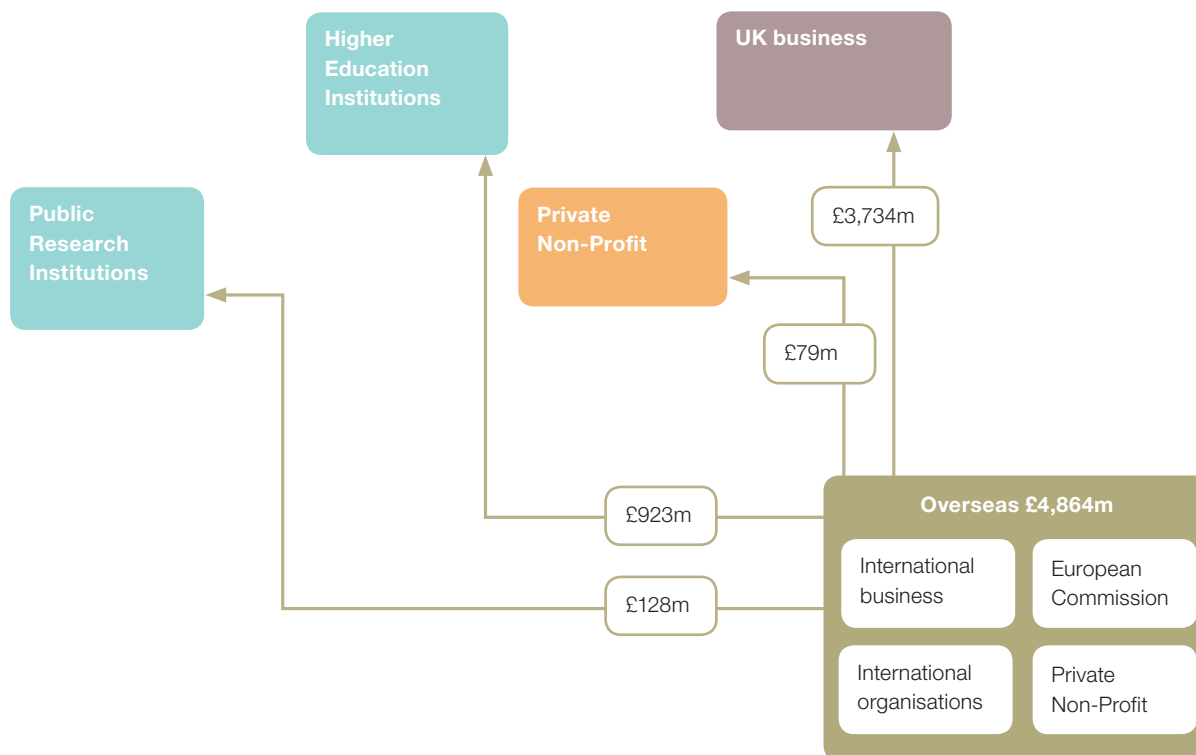 Higher
Education
Institutions
UK business
Public
Research
Institutions
Private
Non-Profit
£3,734m
£79m
£923m
£128m
Overseas £4,864m
International
business
European
Commission
International
organisations
Private
Non-Profit